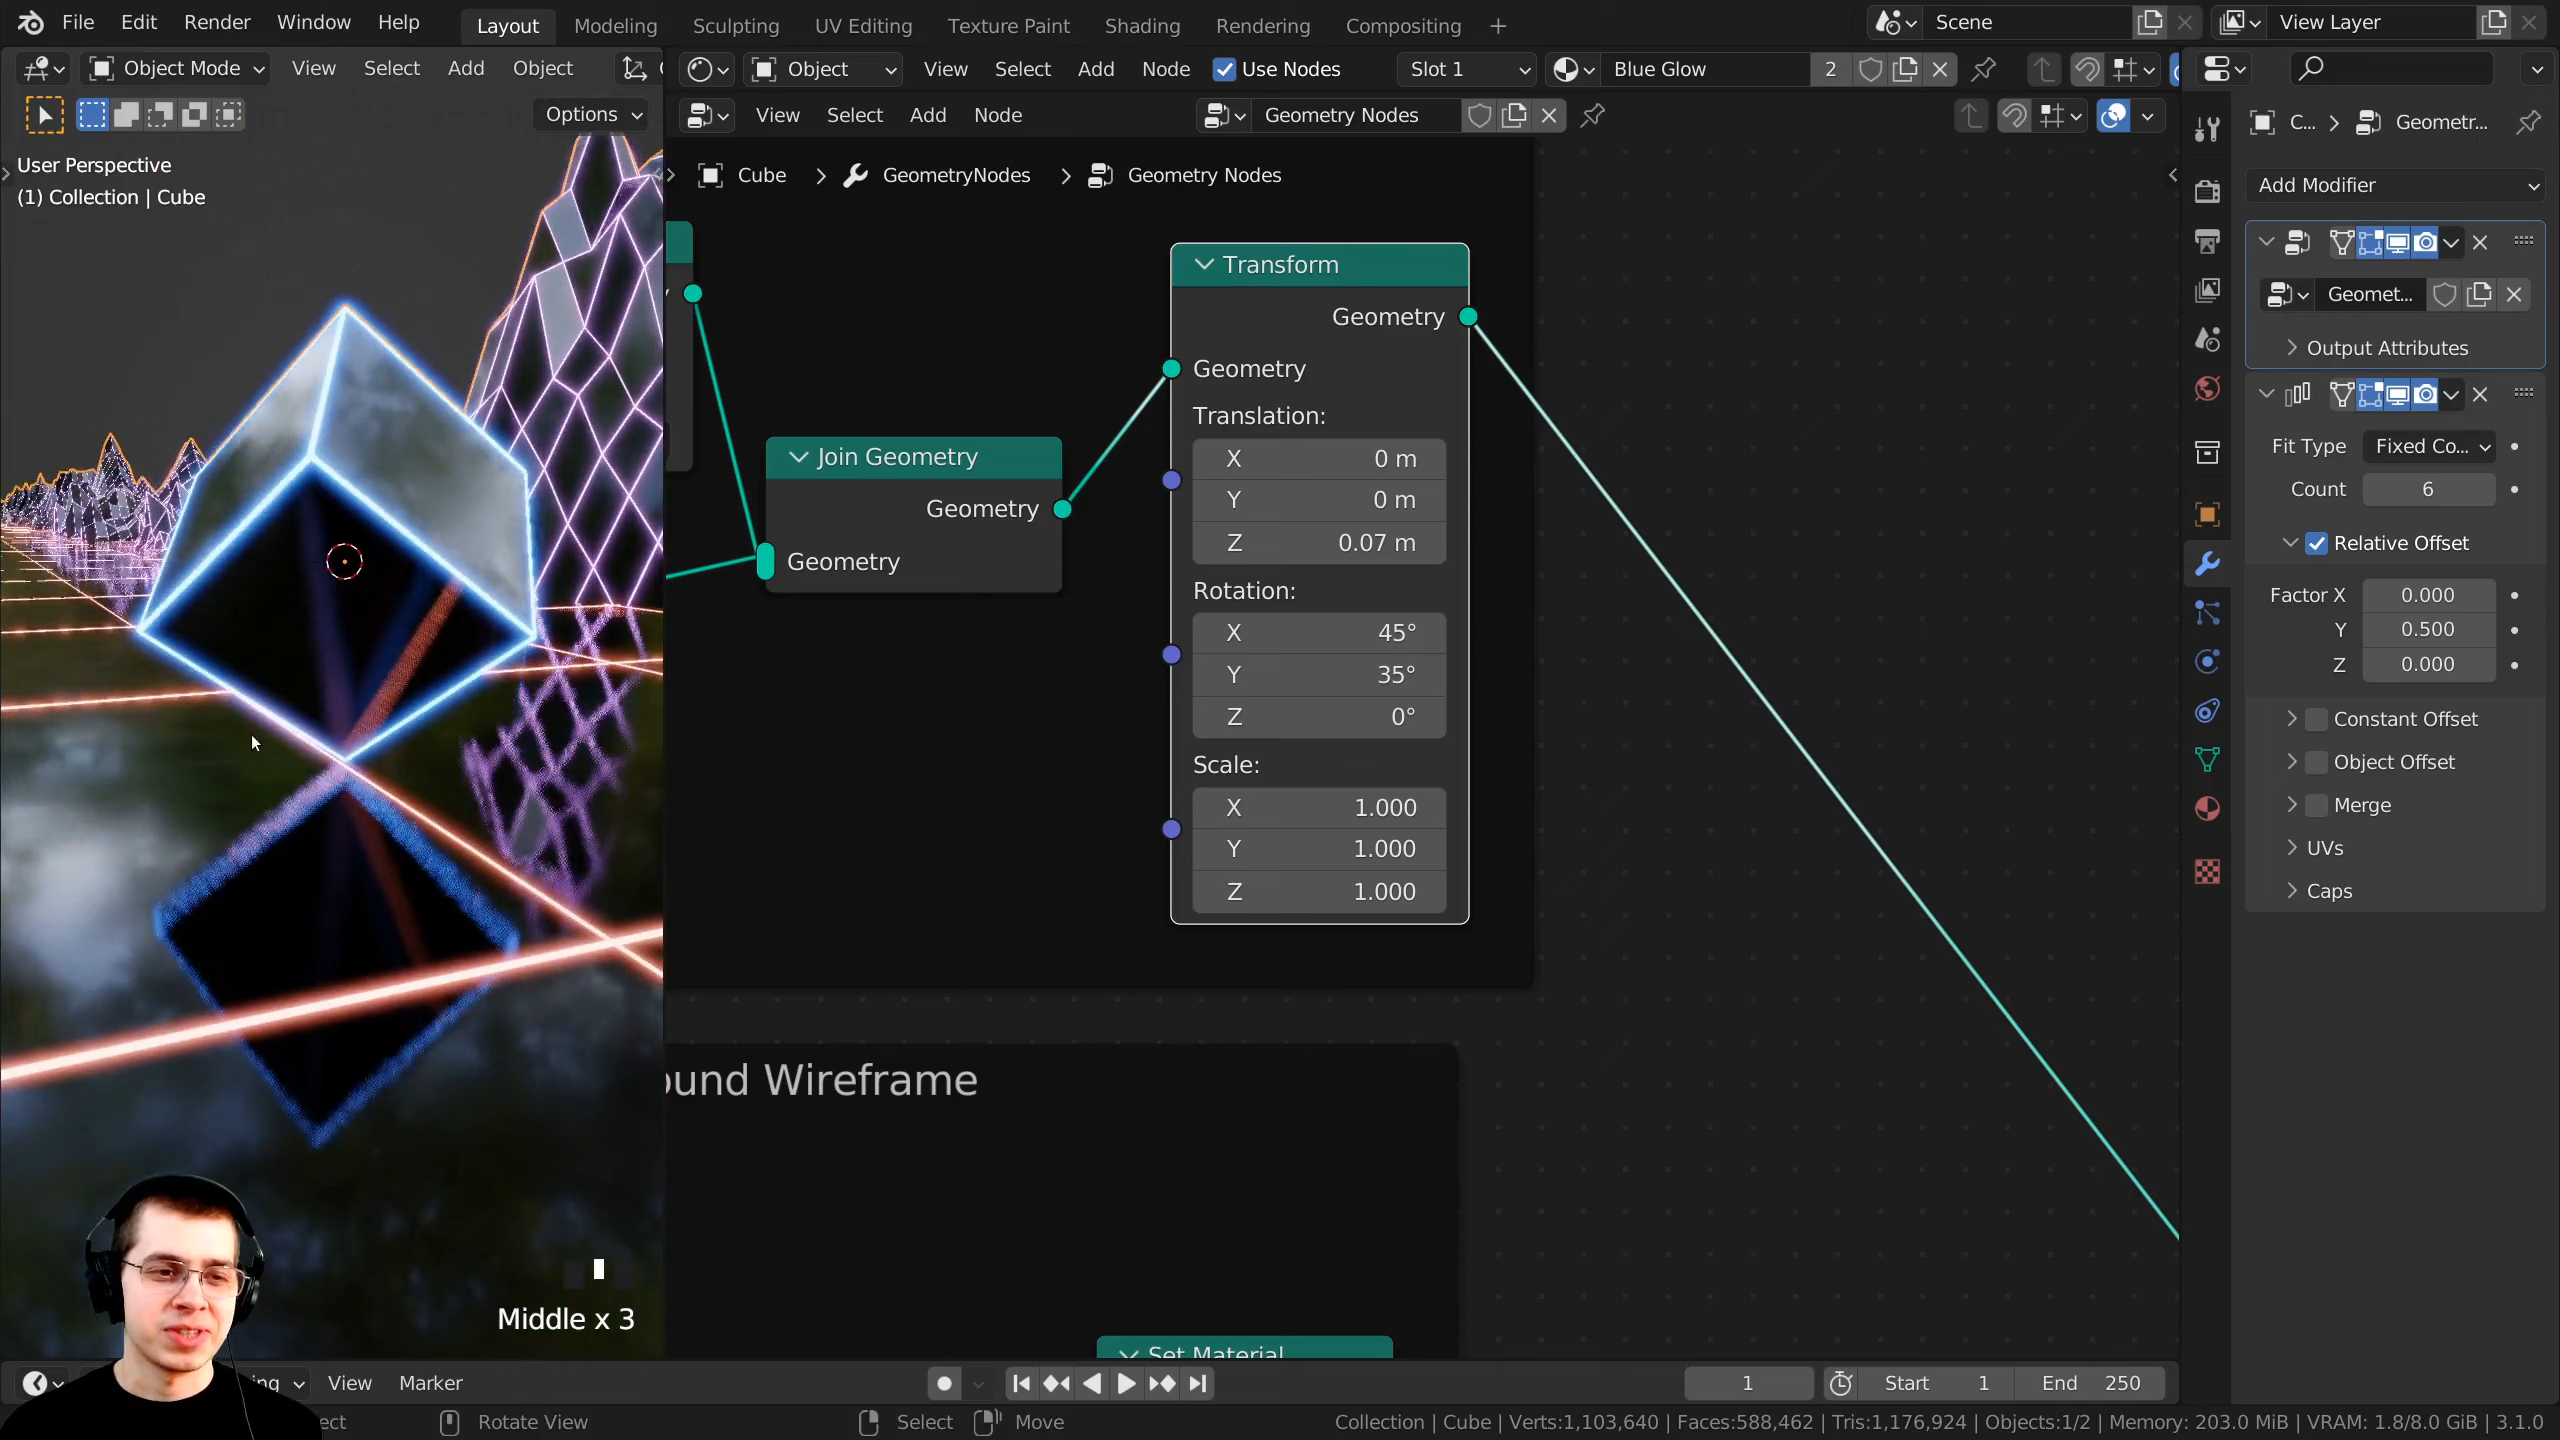 File Edit Render Window Help Layout Modeling Sculpting UV Editing Texture Paint Shading Rendering Compositing + Scene View Layer
Object Mode View Select Add Object Object View Select Add Node Use Nodes Slot 1 Blue Glow 2
Options View Select Add Node Geometry Nodes
User Perspective
(1) Collection | Cube
Cube > GeometryNodes > Geometry Nodes
C... > Geometr...
Add Modifier
Geomet...
Output Attributes
Fit Type Fixed Co...
Count 6
Relative Offset
Factor X 0.000
Y 0.500
Z 0.000
Constant Offset
Object Offset
Merge
UVs
Caps
Transform
Geometry
Geometry
Translation:
X 0 m
Y 0 m
Z 0.07 m
Rotation:
X 45°
Y 35°
Z 0°
Scale:
X 1.000
Y 1.000
Z 1.000
Join Geometry
Geometry
Geometry
ound Wireframe
Set Material
Middle x 3
ing View Marker 1 Start 1 End 250
ect Rotate View Select Move Collection | Cube | Verts:1,103,640 | Faces:588,462 | Tris:1,176,924 | Objects:1/2 | Memory: 203.0 MiB | VRAM: 1.8/8.0 GiB | 3.1.0